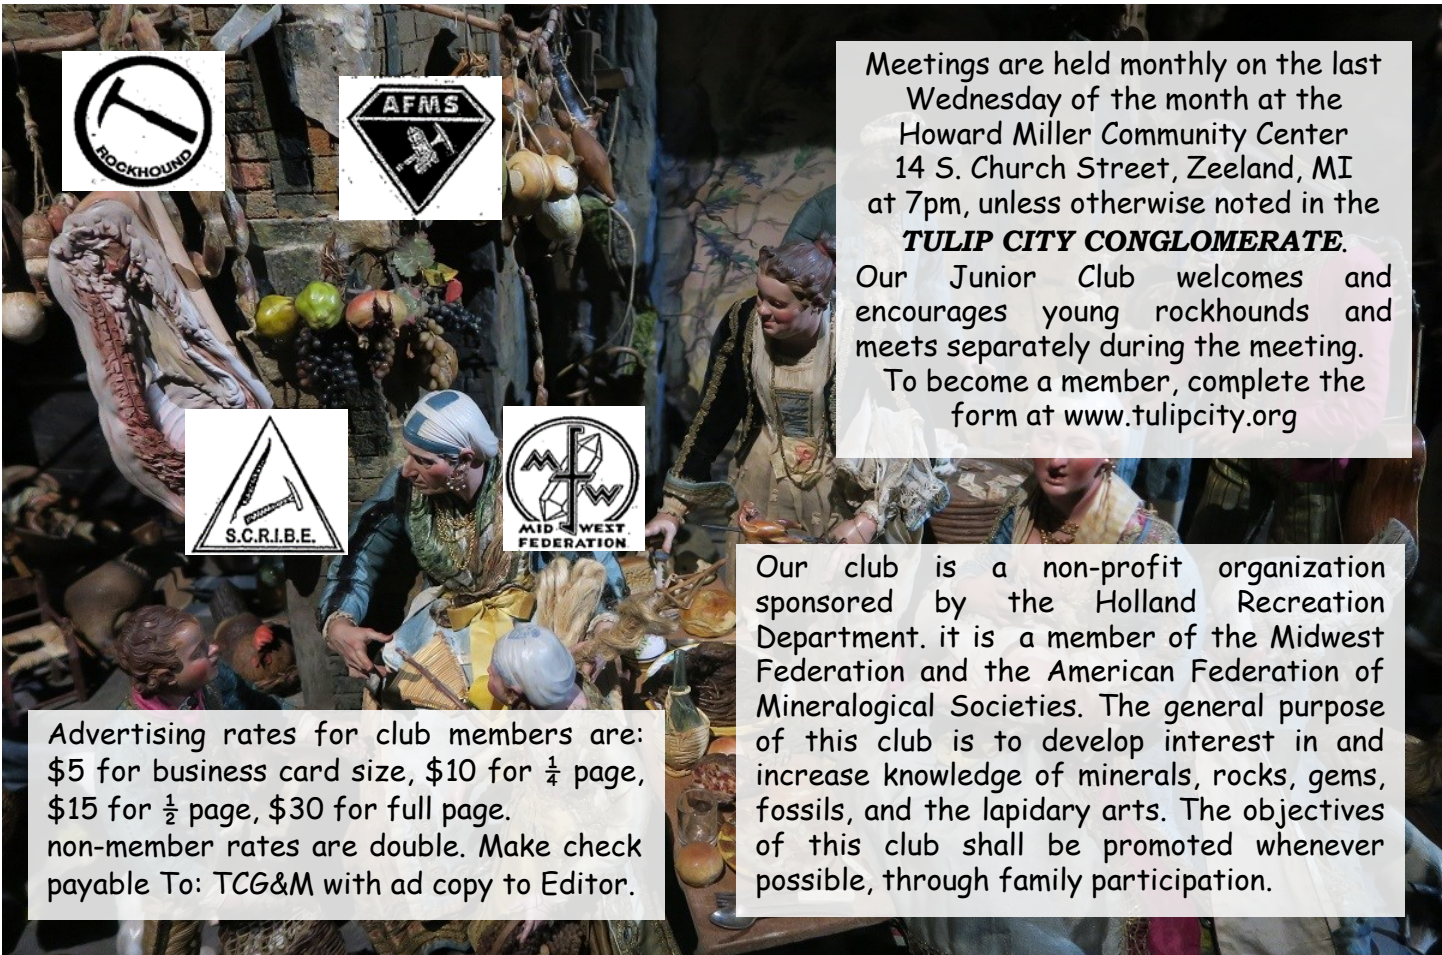 ROCKHOUND
AFMS
S.C.R.I.B.E.
M F W
MID WEST
FEDERATION
Meetings are held monthly on the last
Wednesday of the month at the
Howard Miller Community Center
14 S. Church Street, Zeeland, MI
at 7pm, unless otherwise noted in the
TULIP CITY CONGLOMERATE.
Our Junior Club welcomes and
encourages young rockhounds and
meets separately during the meeting.
To become a member, complete the
form at www.tulipcity.org
Advertising rates for club members are:
$5 for business card size, $10 for ¼ page,
$15 for ½ page, $30 for full page.
non-member rates are double. Make check
payable To: TCG&M with ad copy to Editor.
Our club is a non-profit organization
sponsored by the Holland Recreation
Department. it is a member of the Midwest
Federation and the American Federation of
Mineralogical Societies. The general purpose
of this club is to develop interest in and
increase knowledge of minerals, rocks, gems,
fossils, and the lapidary arts. The objectives
of this club shall be promoted whenever
possible, through family participation.